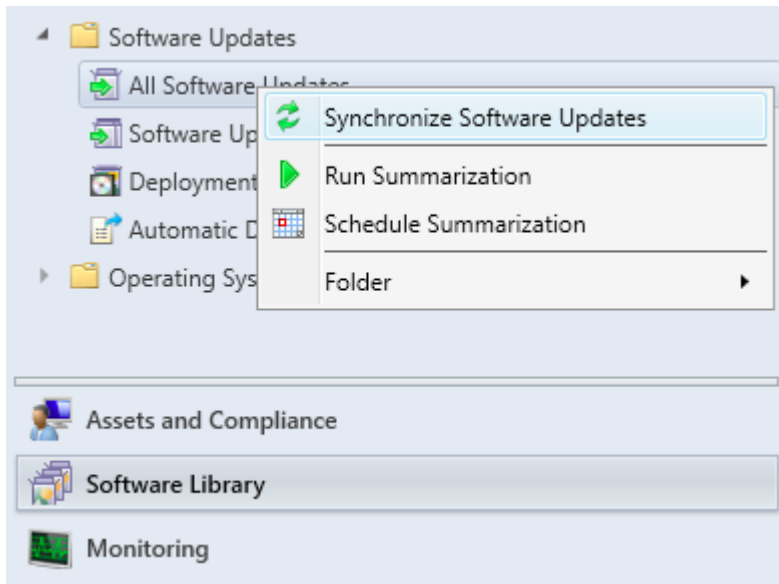 Software Updates
All Software Updates
Synchronize Software Updates
Software Up
Run Summarization
Deployment
Schedule Summarization
Automatic D
Folder
Operating Sys
Assets and Compliance
Software Library
Monitoring